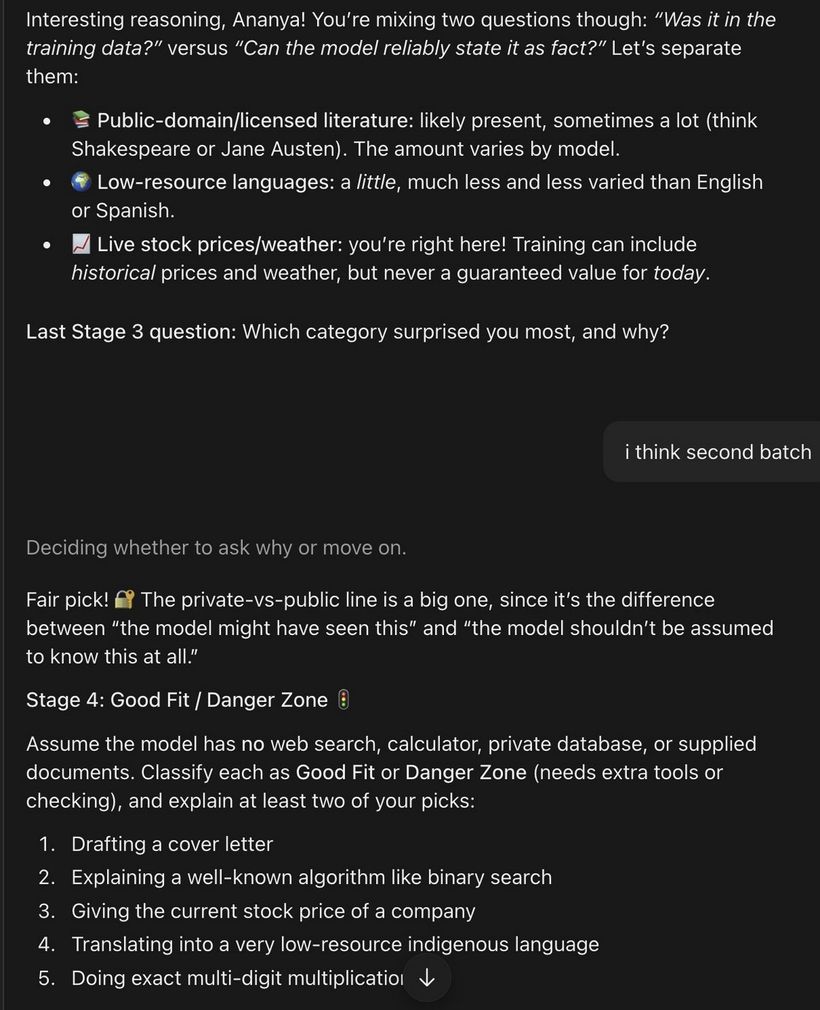 Interesting reasoning, Ananya! You’re mixing two questions though: “Was it in the
training data?” versus “Can the model reliably state it as fact?” Let’s separate
them:
• 📚 Public-domain/licensed literature: likely present, sometimes a lot (think
Shakespeare or Jane Austen). The amount varies by model.
• 🌍 Low-resource languages: a little, much less and less varied than English
or Spanish.
• 📈 Live stock prices/weather: you’re right here! Training can include
historical prices and weather, but never a guaranteed value for today.
Last Stage 3 question: Which category surprised you most, and why?
i think second batch
Deciding whether to ask why or move on.
Fair pick! 🔐 The private-vs-public line is a big one, since it’s the difference
between “the model might have seen this” and “the model shouldn’t be assumed
to know this at all.”
Stage 4: Good Fit / Danger Zone 🚦
Assume the model has no web search, calculator, private database, or supplied
documents. Classify each as Good Fit or Danger Zone (needs extra tools or
checking), and explain at least two of your picks:
1. Drafting a cover letter
2. Explaining a well-known algorithm like binary search
3. Giving the current stock price of a company
4. Translating into a very low-resource indigenous language
5. Doing exact multi-digit